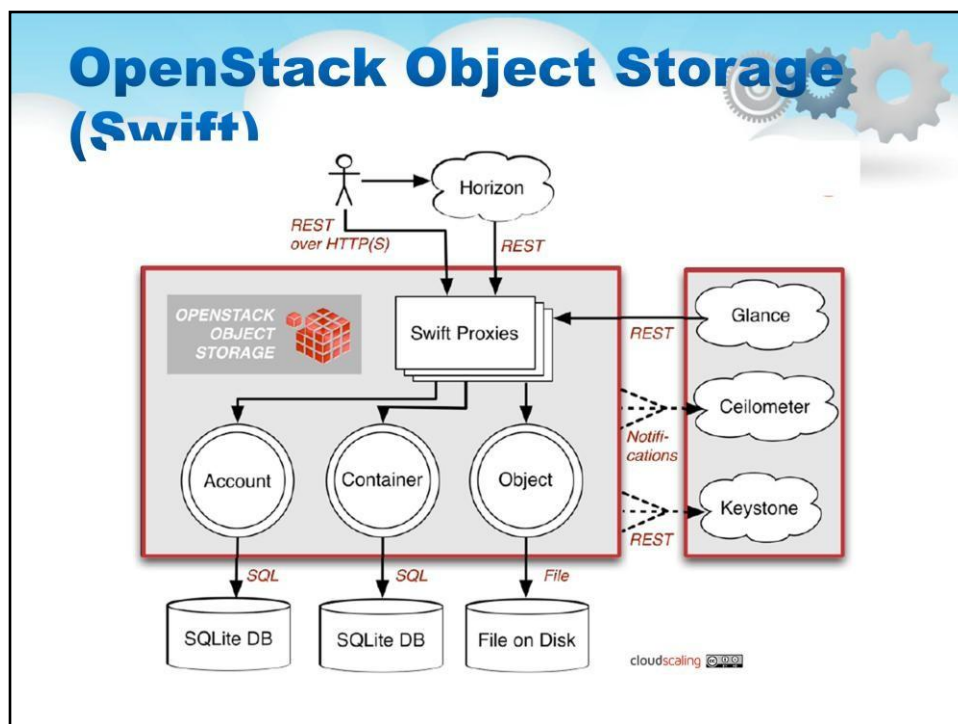 OpenStack Object Storage
(Swift)
Horizon
REST
over HTTP(S)
REST
OPENSTACK
OBJECT
STORAGE
Swift Proxies
REST
Glance
Ceilometer
Notifi-
cations
Account
Container
Object
Keystone
REST
SQL
SQL
File
SQLite DB
SQLite DB
File on Disk
cloudscaling